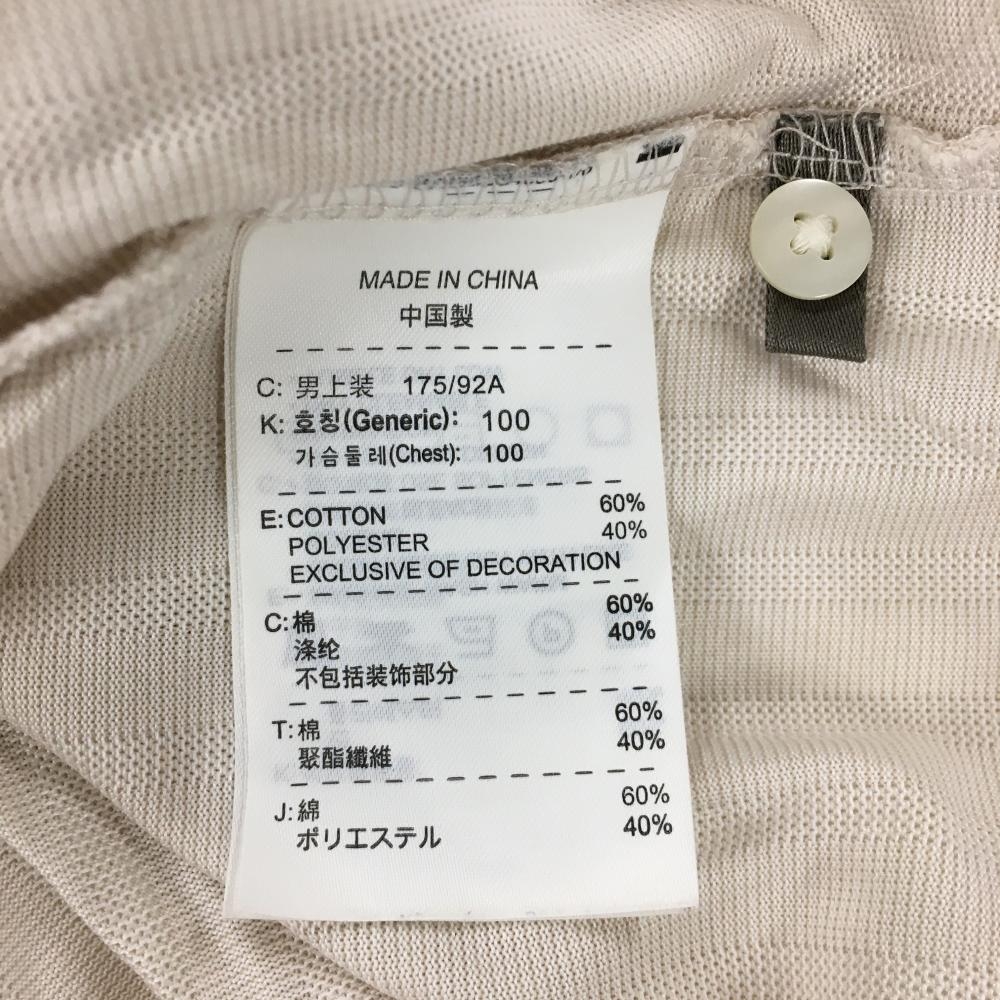 MADE IN CHINA
中国製
C: 男上装 175/92A
K: 호칭(Generic): 100
가슴둘레(Chest): 100
E: COTTON 60%
POLYESTER 40%
EXCLUSIVE OF DECORATION
C: 棉 60%
涤纶 40%
不包括装饰部分
T: 棉 60%
聚酯纖維 40%
J: 綿 60%
ポリエステル 40%